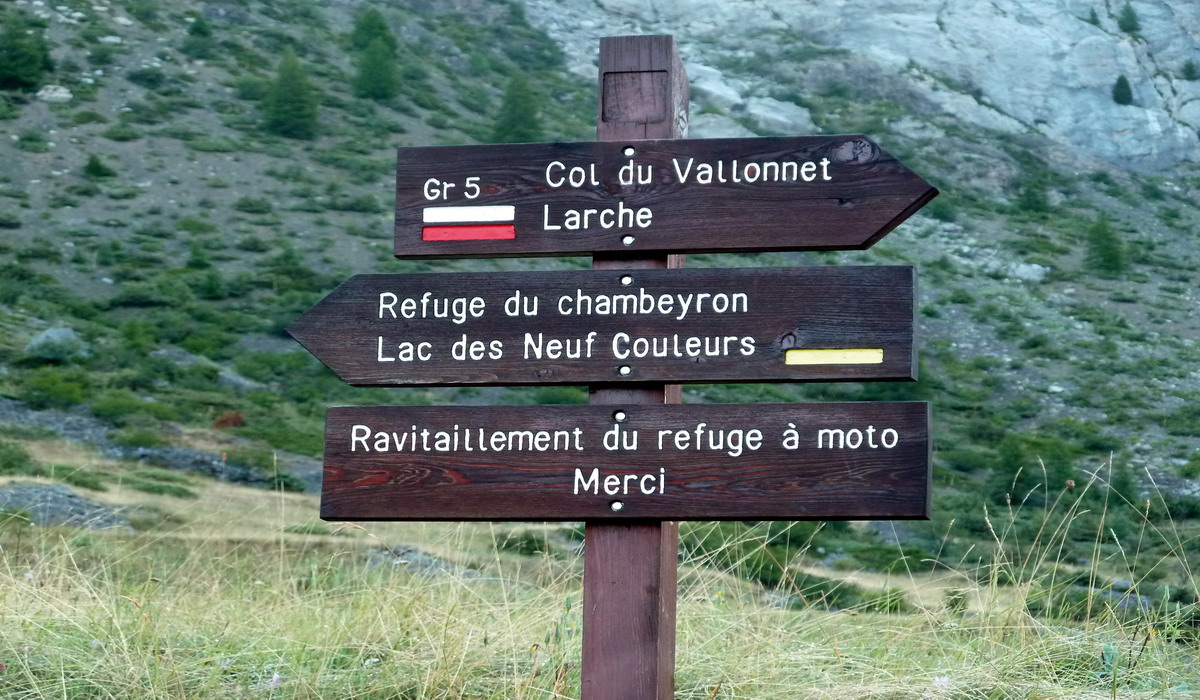 Gr 5
Col du Vallonnet
Larche
Refuge du chambeyron
Lac des Neuf Couleurs
Ravitaillement du refuge à moto
Merci